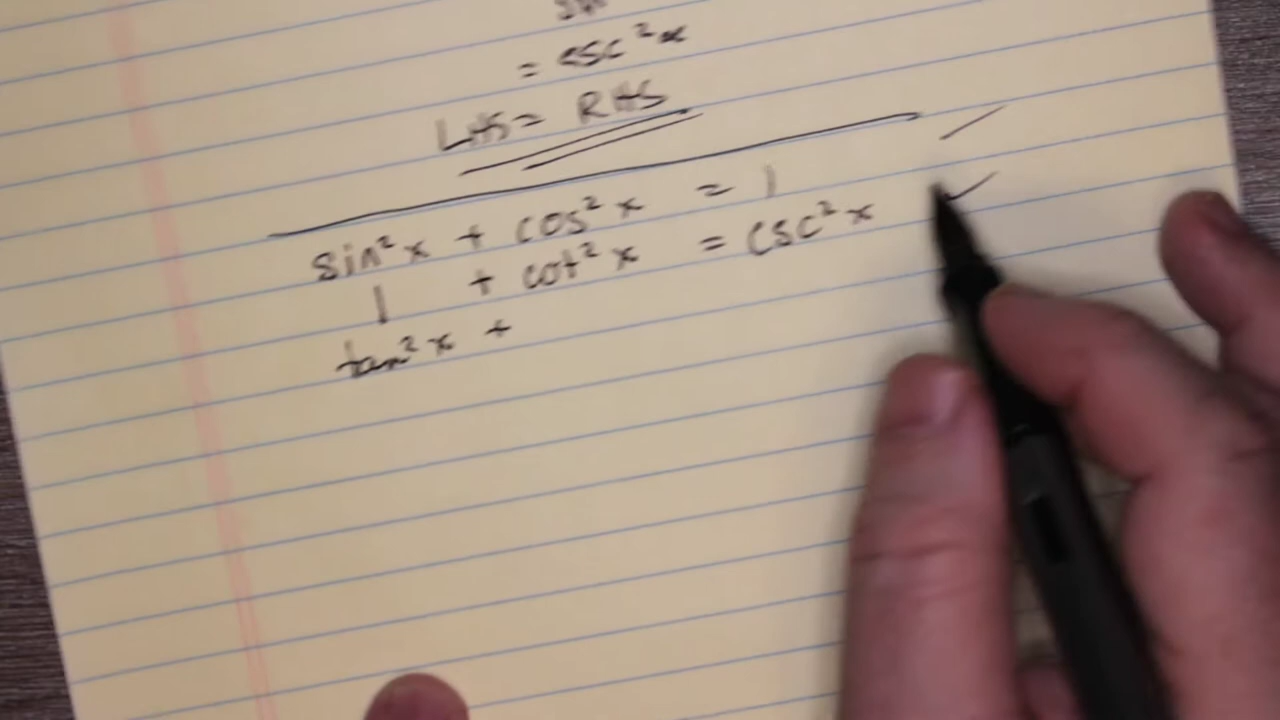 = csc²x
LHS = RHS
sin²x + cos²x = 1
1 + cot²x = csc²x
tan²x +